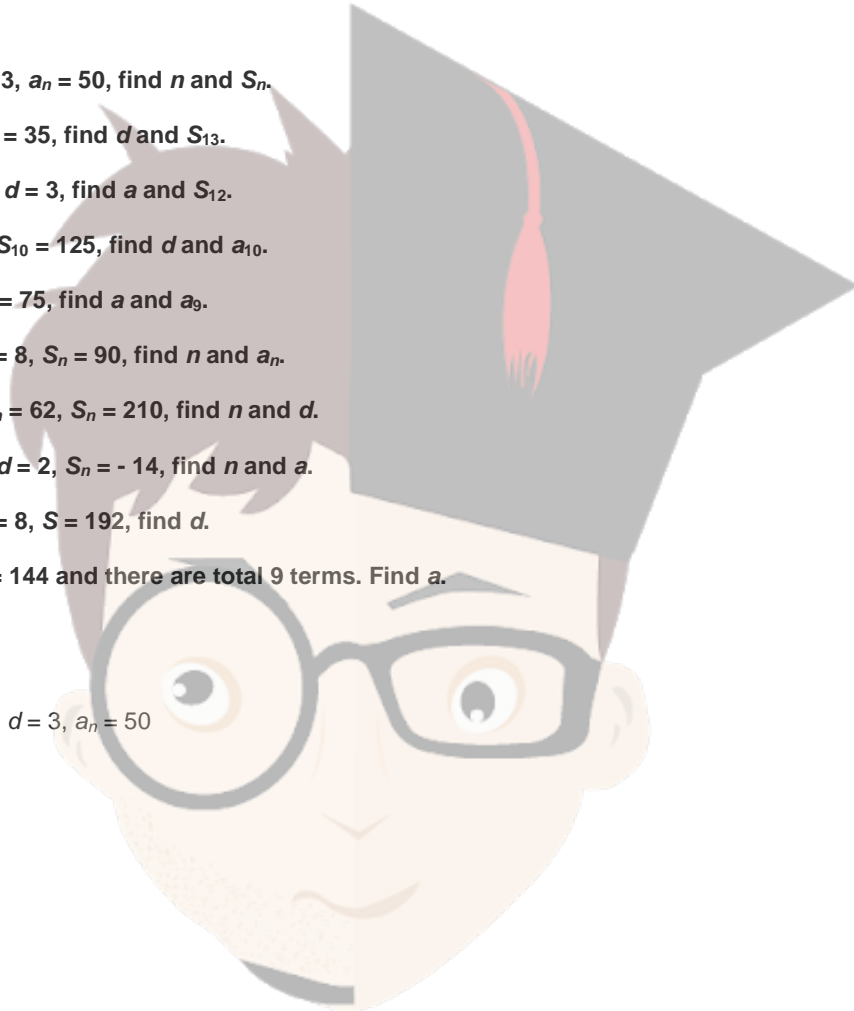 3, aₙ = 50, find n and Sₙ.
= 35, find d and S₁₃.
d = 3, find a and S₁₂.
S₁₀ = 125, find d and a₁₀.
= 75, find a and a₉.
= 8, Sₙ = 90, find n and aₙ.
ₙ = 62, Sₙ = 210, find n and d.
d = 2, Sₙ = - 14, find n and a.
= 8, S = 192, find d.
= 144 and there are total 9 terms. Find a.
d = 3, aₙ = 50